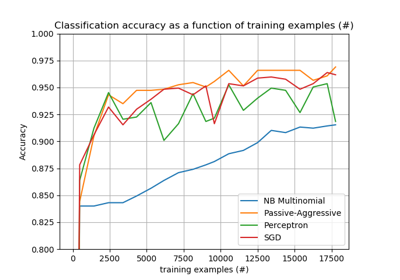 Classification accuracy as a function of training examples (#)
1.000
0.975
0.950
0.925
0.900
0.875
0.850
0.825
0.800
Accuracy
NB Multinomial
Passive-Aggressive
Perceptron
SGD
0 2500 5000 7500 10000 12500 15000 17500
training examples (#)